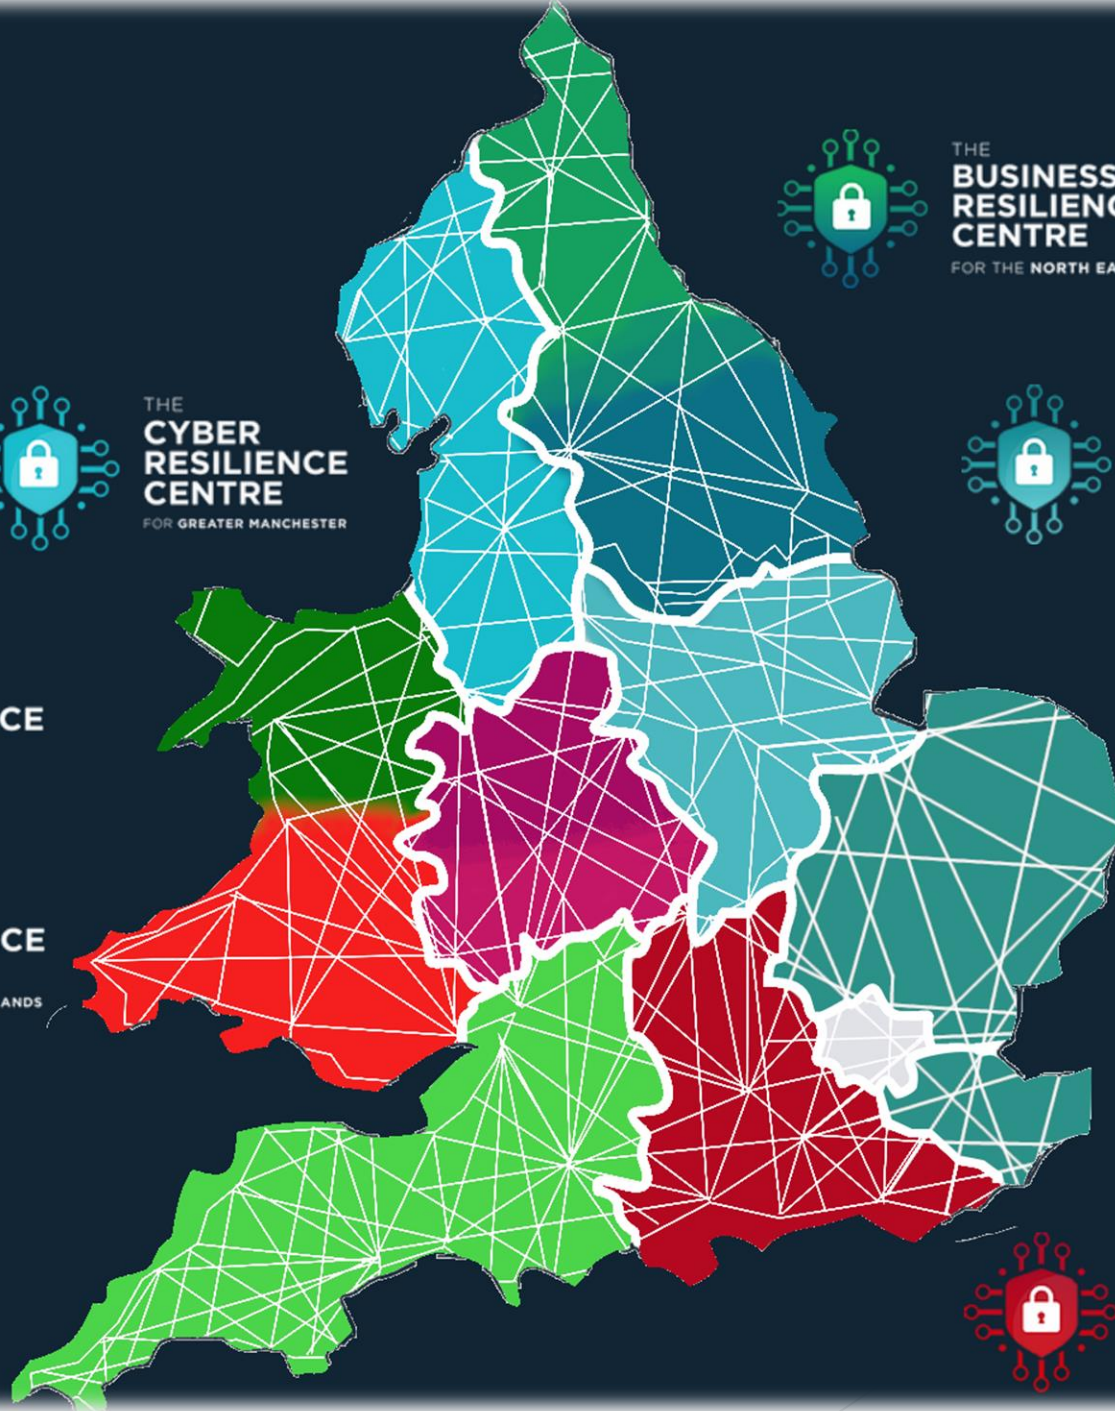 THE
BUSINESS
RESILIENC
CENTRE
FOR THE NORTH EA
THE
CYBER
RESILIENCE
CENTRE
FOR GREATER MANCHESTER
CE
CE
ANDS